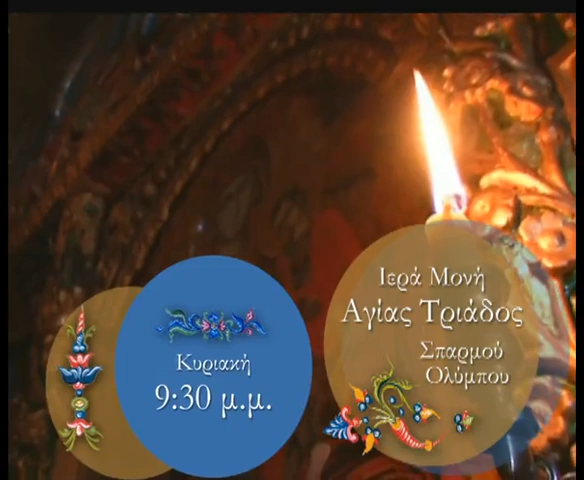 Κυριακή
9:30 μ.μ.
Ιερά Μονή
Αγίας Τριάδος
Σπαρμού
Ολύμπου